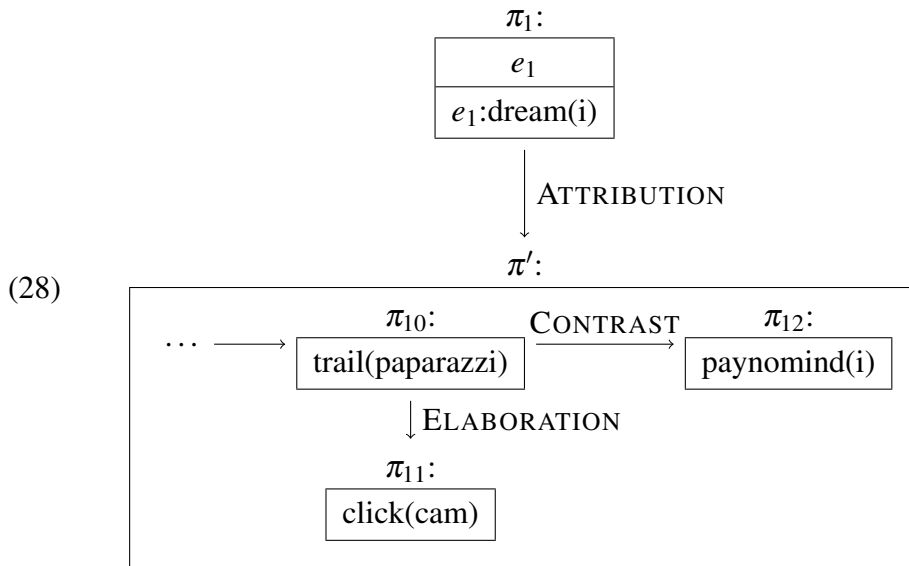 π₁:
e₁
e₁:dream(i)
ATTRIBUTION
π′:
(28)
π₁₀: CONTRAST π₁₂:
··· trail(paparazzi) paynomind(i)
ELABORATION
π₁₁:
click(cam)